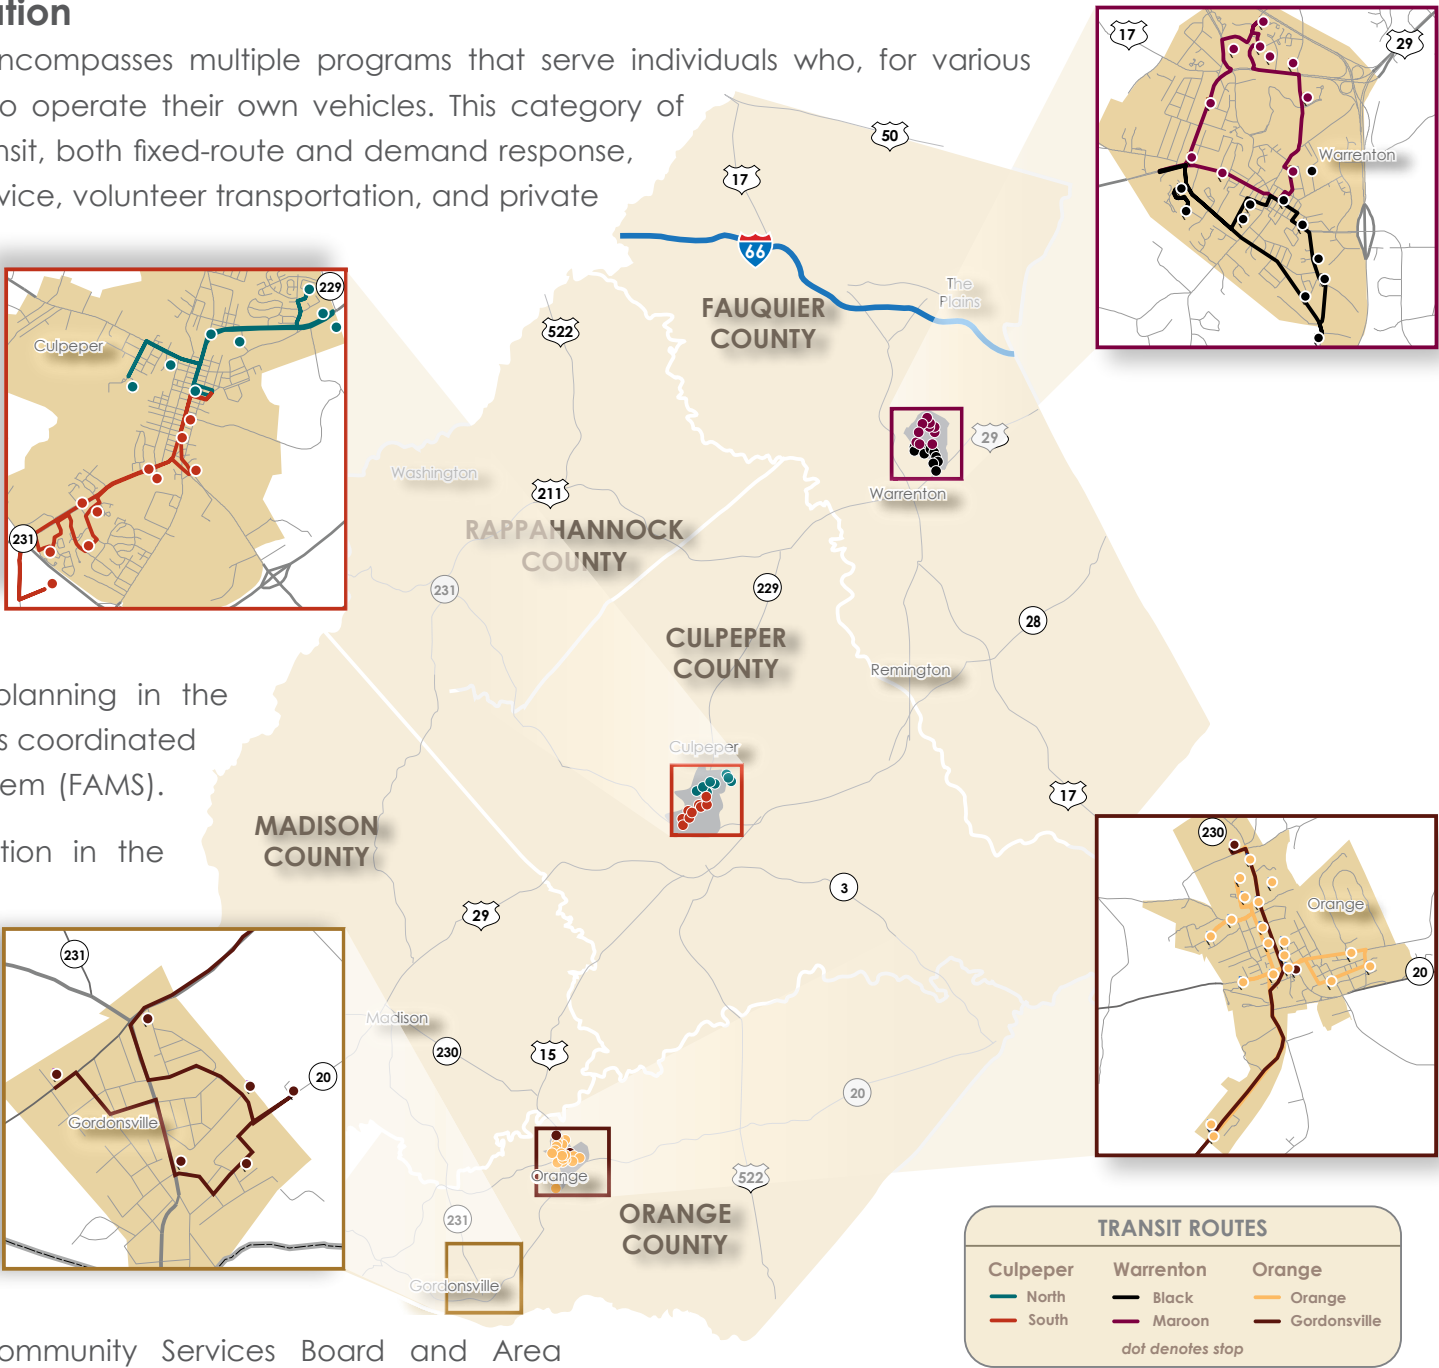 ation
ncompasses multiple programs that serve individuals who, for various
o operate their own vehicles. This category of
nsit, both fixed-route and demand response,
vice, volunteer transportation, and private
17
29
Warrenton
50
17
66
The
Plains
FAUQUIER
COUNTY
229
Culpeper
231
522
29
Warrenton
Washington
211
RAPPAHANNOCK
COUNTY
231
229
28
CULPEPER
COUNTY
Remington
planning in the
s coordinated
em (FAMS).
tion in the
Culpeper
17
MADISON
COUNTY
3
29
230
Orange
20
231
Gordonsville
20
Madison
230
15
20
Orange
522
231
ORANGE
COUNTY
Gordonsville
TRANSIT ROUTES
Culpeper Warrenton Orange
North Black Orange
South Maroon Gordonsville
dot denotes stop
ommunity Services Board and Area